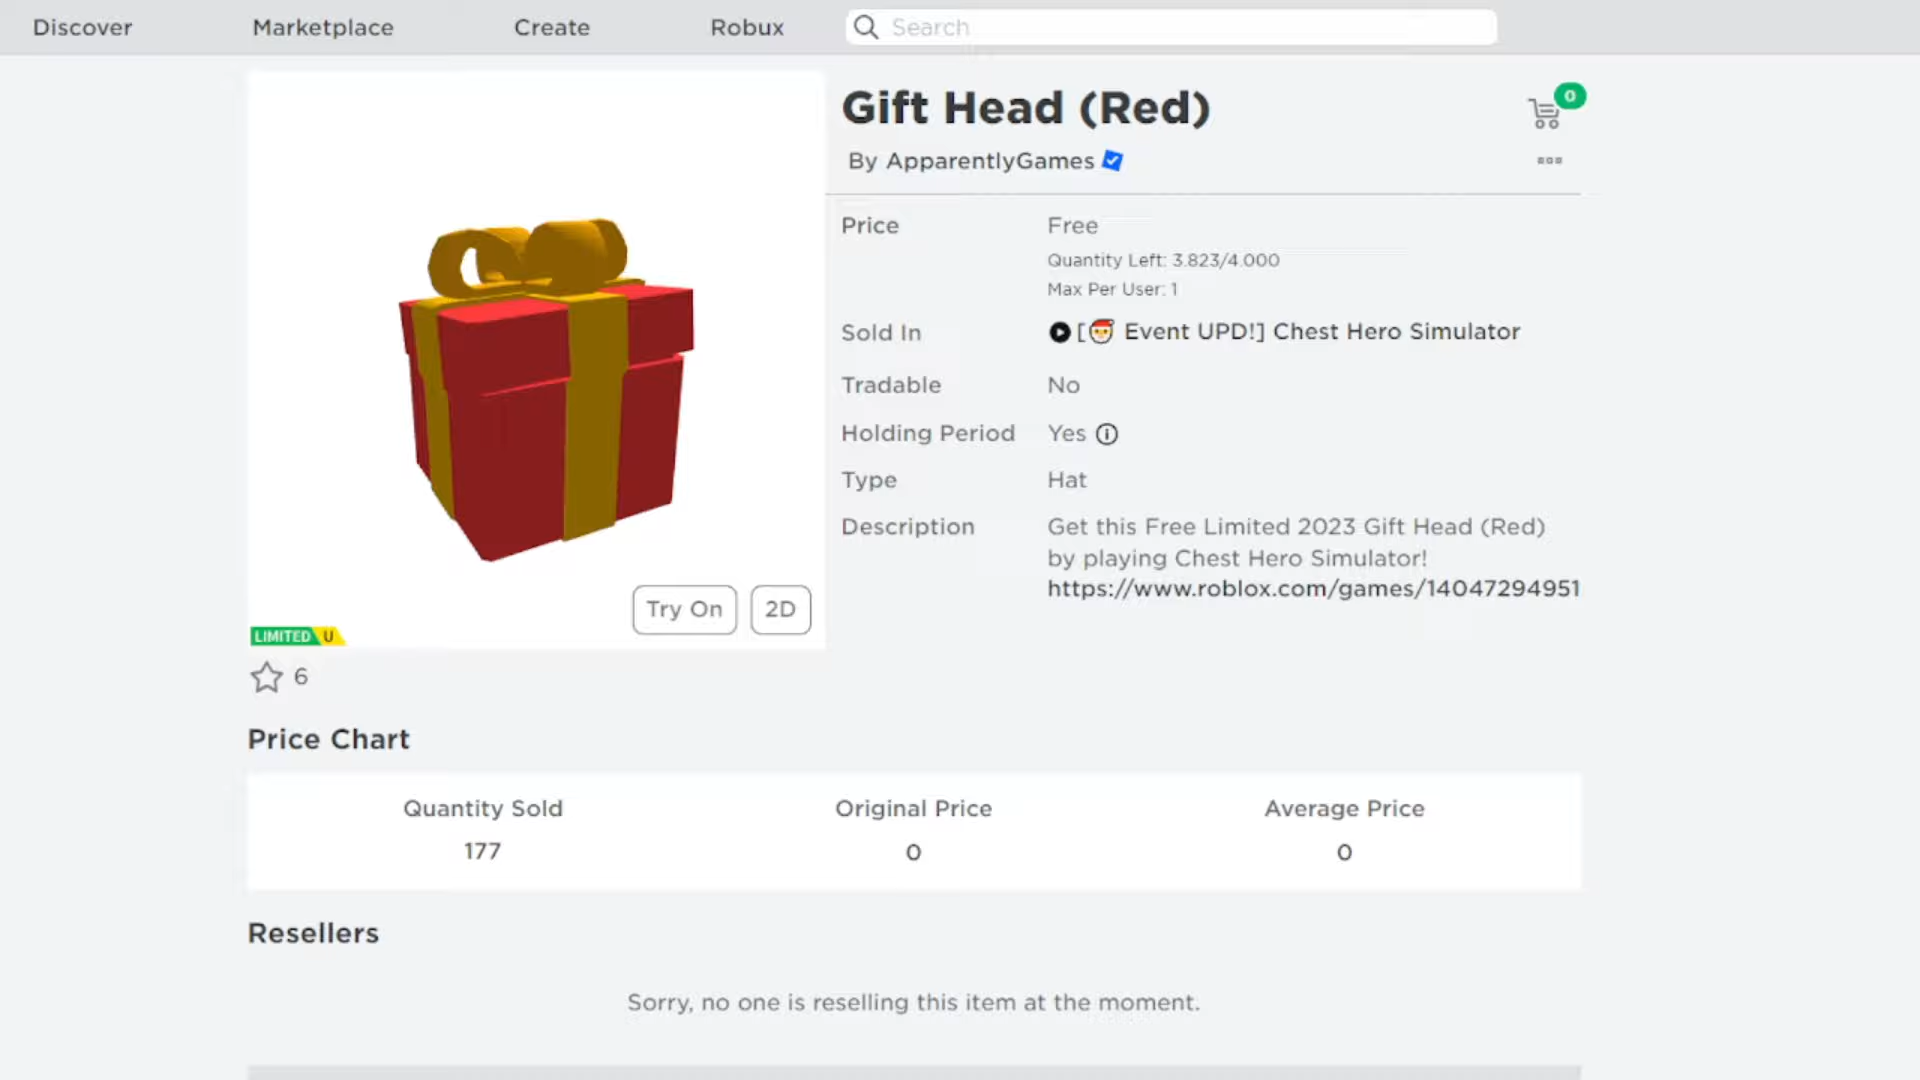 Discover Marketplace Create Robux Search
Gift Head (Red)
0
By ApparentlyGames
Price Free
Quantity Left: 3.823/4.000
Max Per User: 1
Sold In [🎅 Event UPD!] Chest Hero Simulator
Tradable No
Holding Period Yes
Type Hat
Description Get this Free Limited 2023 Gift Head (Red)
by playing Chest Hero Simulator!
https://www.roblox.com/games/14047294951
Try On 2D
LIMITED U
6
Price Chart
Quantity Sold Original Price Average Price
177 0 0
Resellers
Sorry, no one is reselling this item at the moment.